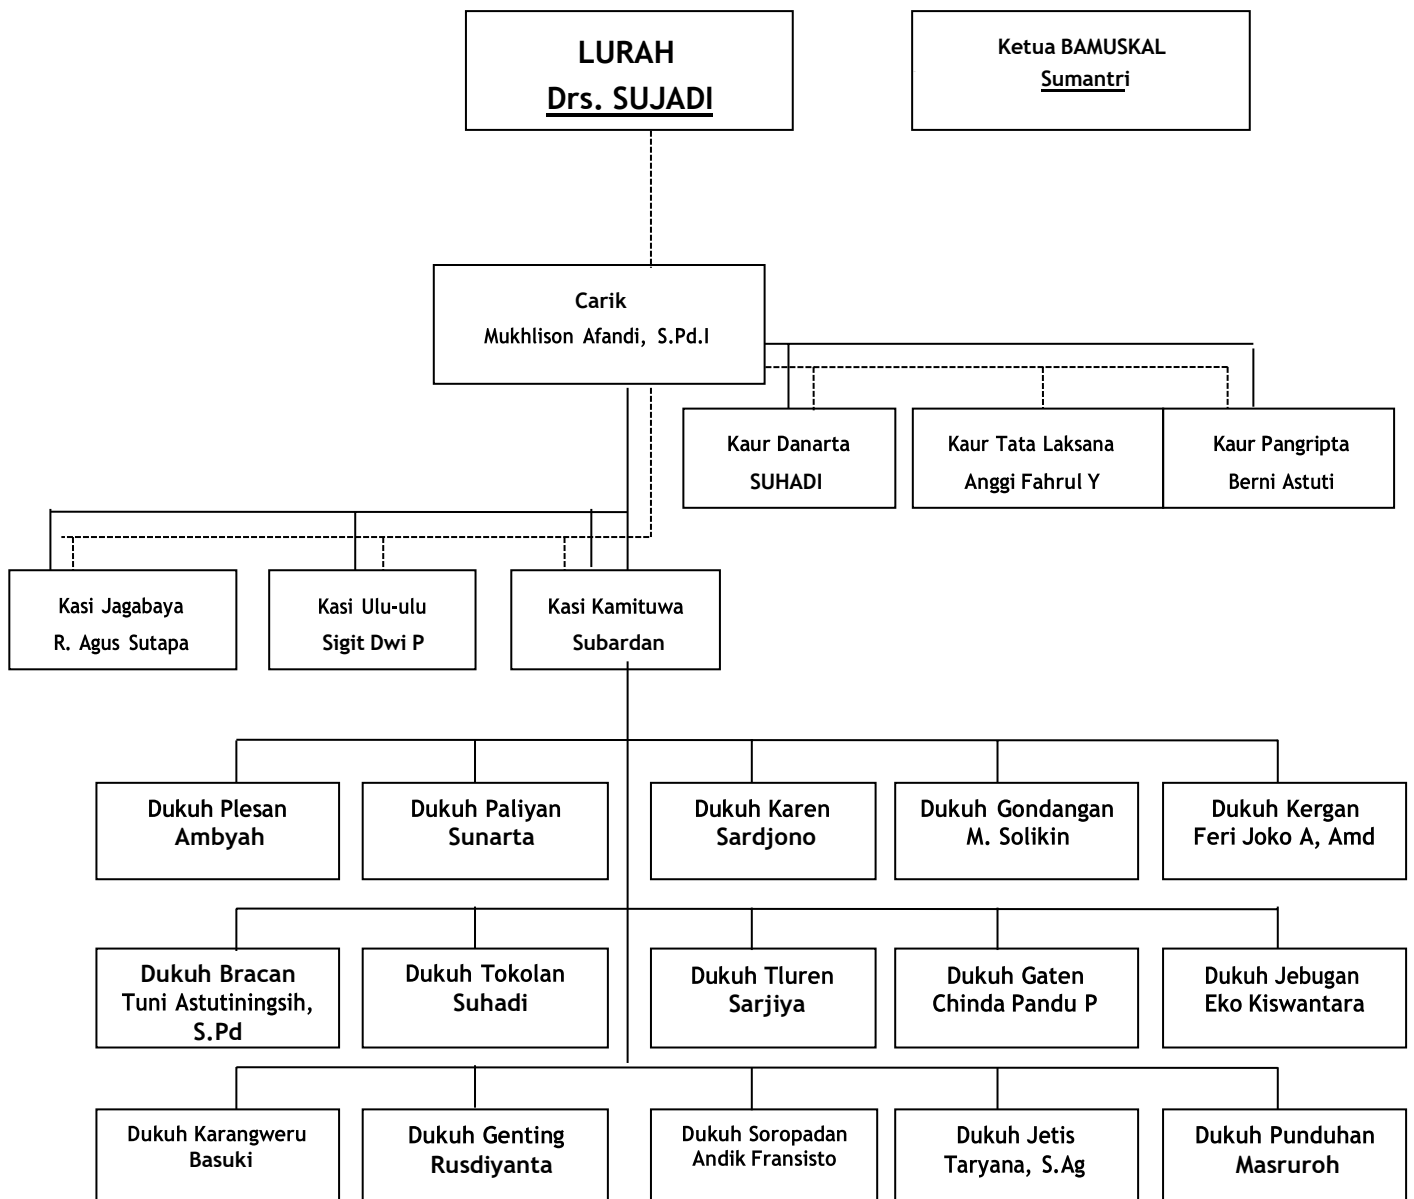 LURAH
Drs. SUJADI
Ketua BAMUSKAL
Sumantri
Carik
Mukhlison Afandi, S.Pd.I
Kaur Danarta
SUHADI
Kaur Tata Laksana
Anggi Fahrul Y
Kaur Pangripta
Berni Astuti
Kasi Jagabaya
R. Agus Sutapa
Kasi Ulu-ulu
Sigit Dwi P
Kasi Kamituwa
Subardan
Dukuh Plesan
Ambyah
Dukuh Paliyan
Sunarta
Dukuh Karen
Sardjono
Dukuh Gondangan
M. Solikin
Dukuh Kergan
Feri Joko A, Amd
Dukuh Bracan
Tuni Astutiningsih,
S.Pd
Dukuh Tokolan
Suhadi
Dukuh Tluren
Sarjiya
Dukuh Gaten
Chinda Pandu P
Dukuh Jebugan
Eko Kiswantara
Dukuh Karangweru
Basuki
Dukuh Genting
Rusdiyanta
Dukuh Soropadan
Andik Fransisto
Dukuh Jetis
Taryana, S.Ag
Dukuh Punduhan
Masruroh